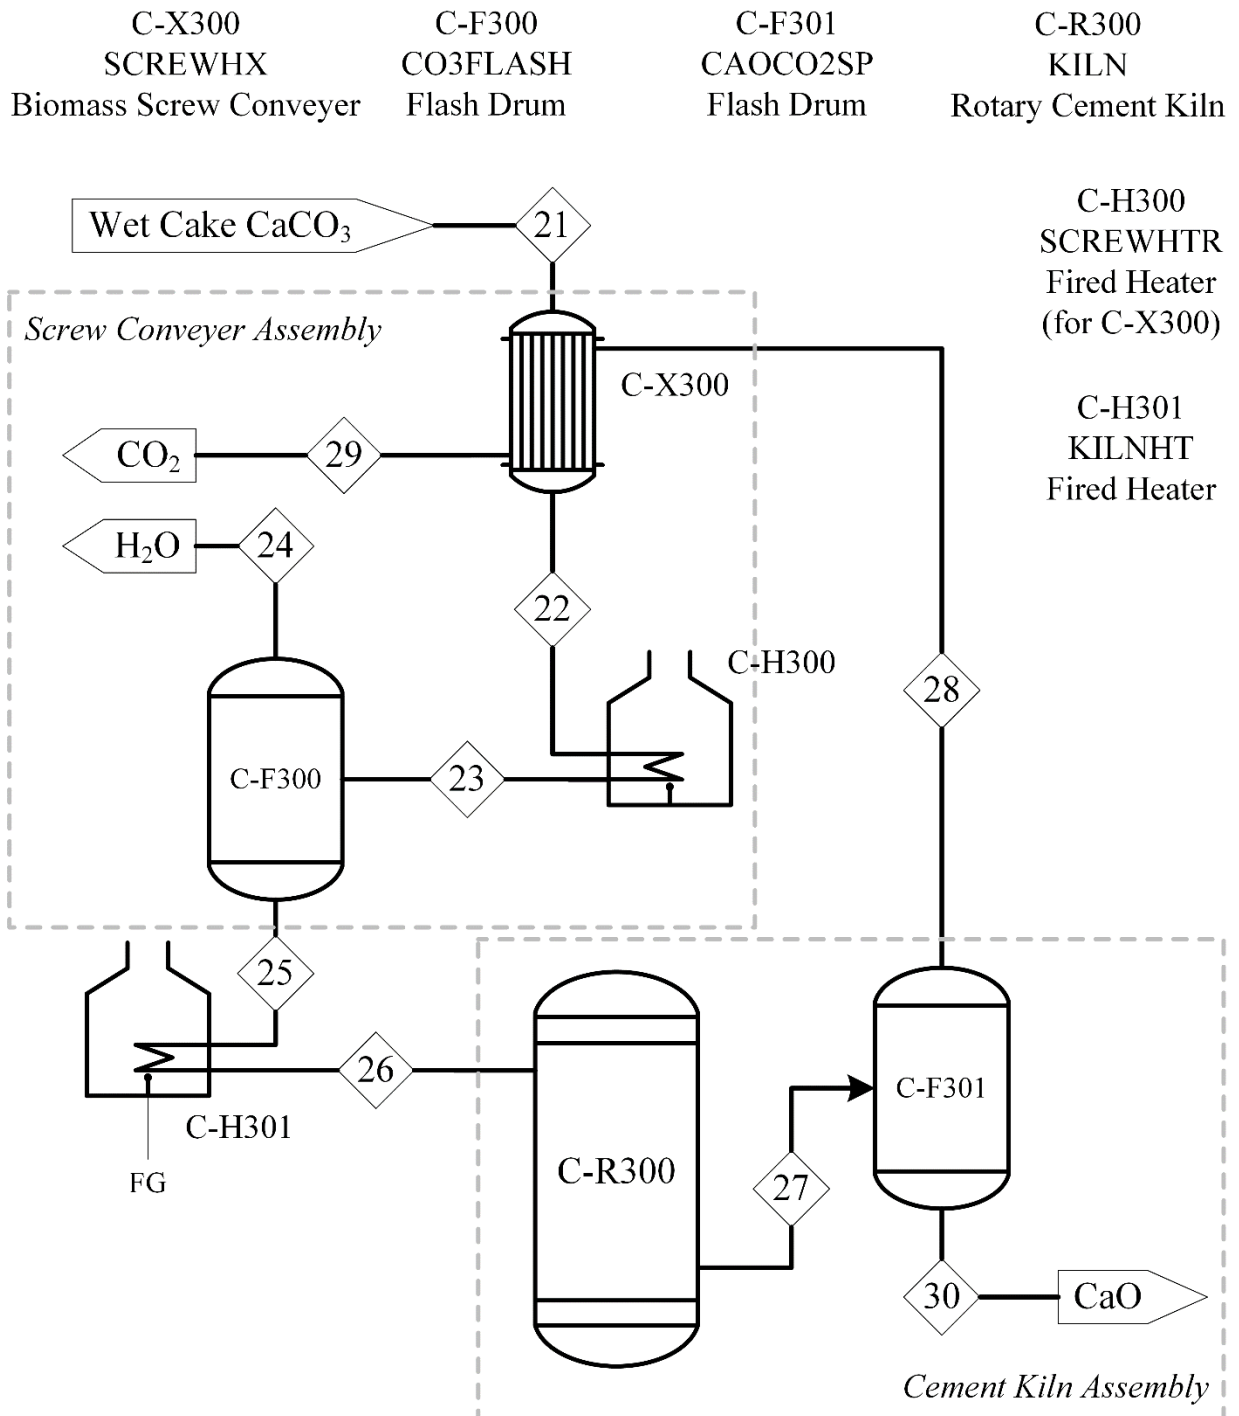 C-X300
SCREWHX
Biomass Screw Conveyer
C-F300
CO3FLASH
Flash Drum
C-F301
CAOCO2SP
Flash Drum
C-R300
KILN
Rotary Cement Kiln
C-H300
SCREWHTR
Fired Heater
(for C-X300)
C-H301
KILNHT
Fired Heater
Wet Cake CaCO₃
21
Screw Conveyer Assembly
C-X300
CO₂
29
H₂O
24
22
C-H300
28
C-F300
23
25
26
C-H301
FG
C-R300
27
C-F301
30
CaO
Cement Kiln Assembly